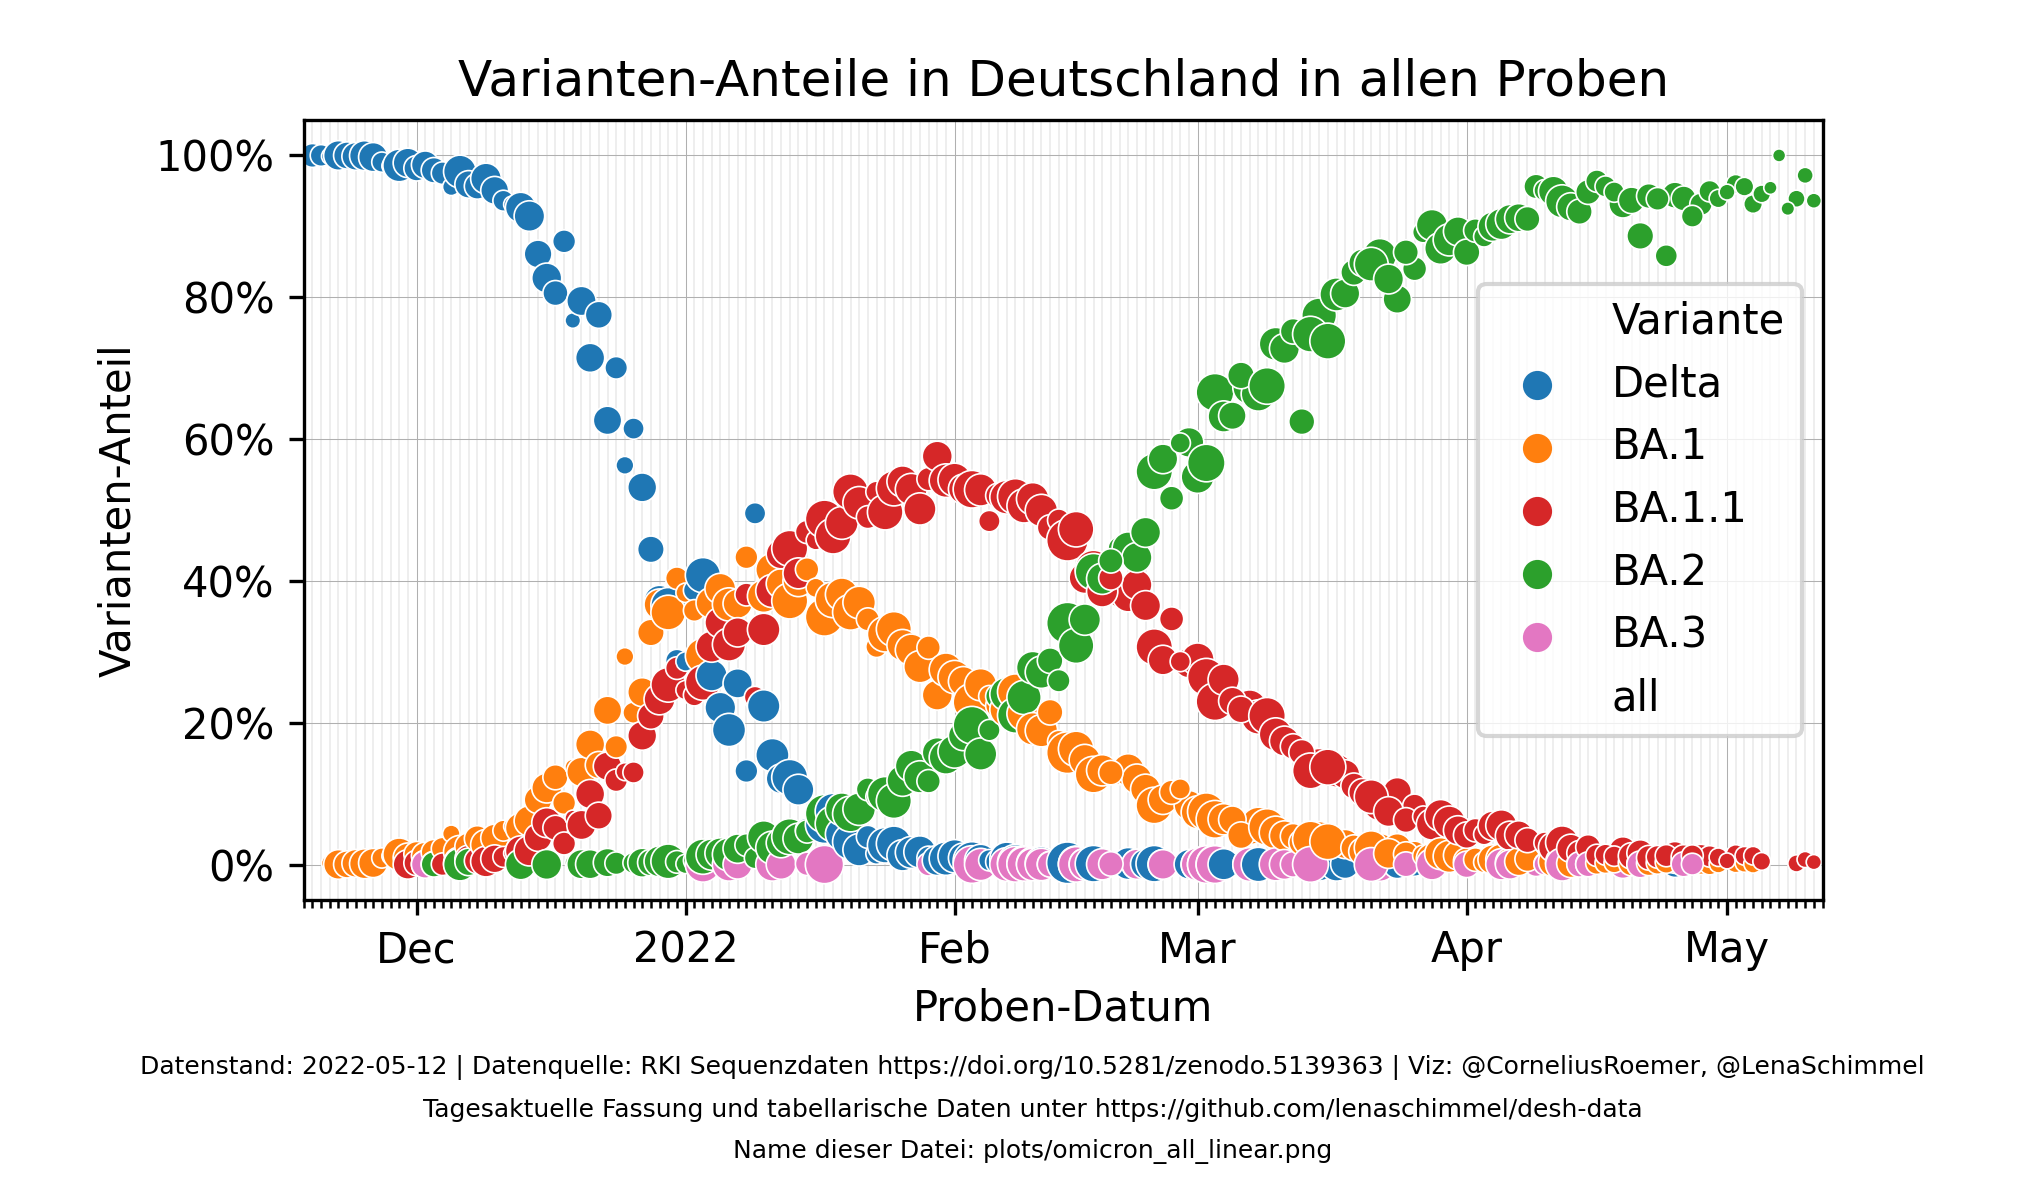 Varianten-Anteile in Deutschland in allen Proben
100%
80%
60%
40%
20%
0%
Varianten-Anteil
Variante
Delta
BA.1
BA.1.1
BA.2
BA.3
all
Dec
2022
Feb
Mar
Apr
May
Proben-Datum
Datenstand: 2022-05-12 | Datenquelle: RKI Sequenzdaten https://doi.org/10.5281/zenodo.5139363 | Viz: @CorneliusRoemer, @LenaSchimmel
Tagesaktuelle Fassung und tabellarische Daten unter https://github.com/lenaschimmel/desh-data
Name dieser Datei: plots/omicron_all_linear.png